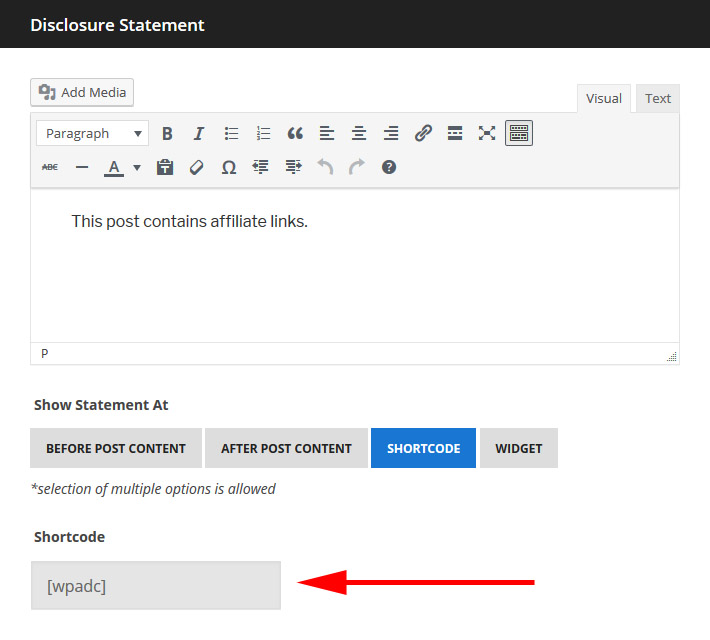 Disclosure Statement
Add Media
Visual Text
Paragraph B I
ABC A Ω ?
This post contains affiliate links.
P
Show Statement At
BEFORE POST CONTENT AFTER POST CONTENT SHORTCODE WIDGET
*selection of multiple options is allowed
Shortcode
[wpadc]